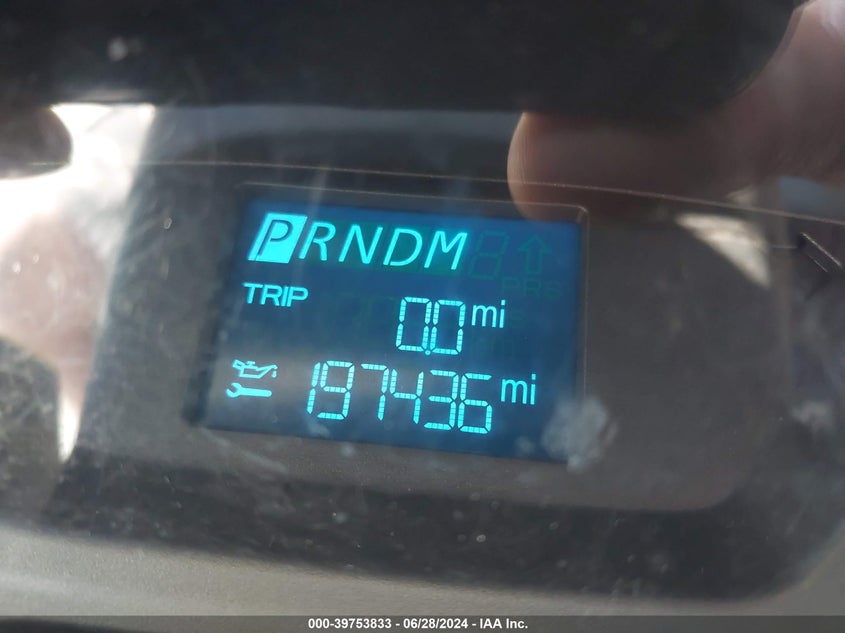 PRNDM
TRIP 0.0 mi
197436 mi
000-39753833 - 06/28/2024 - IAA Inc.